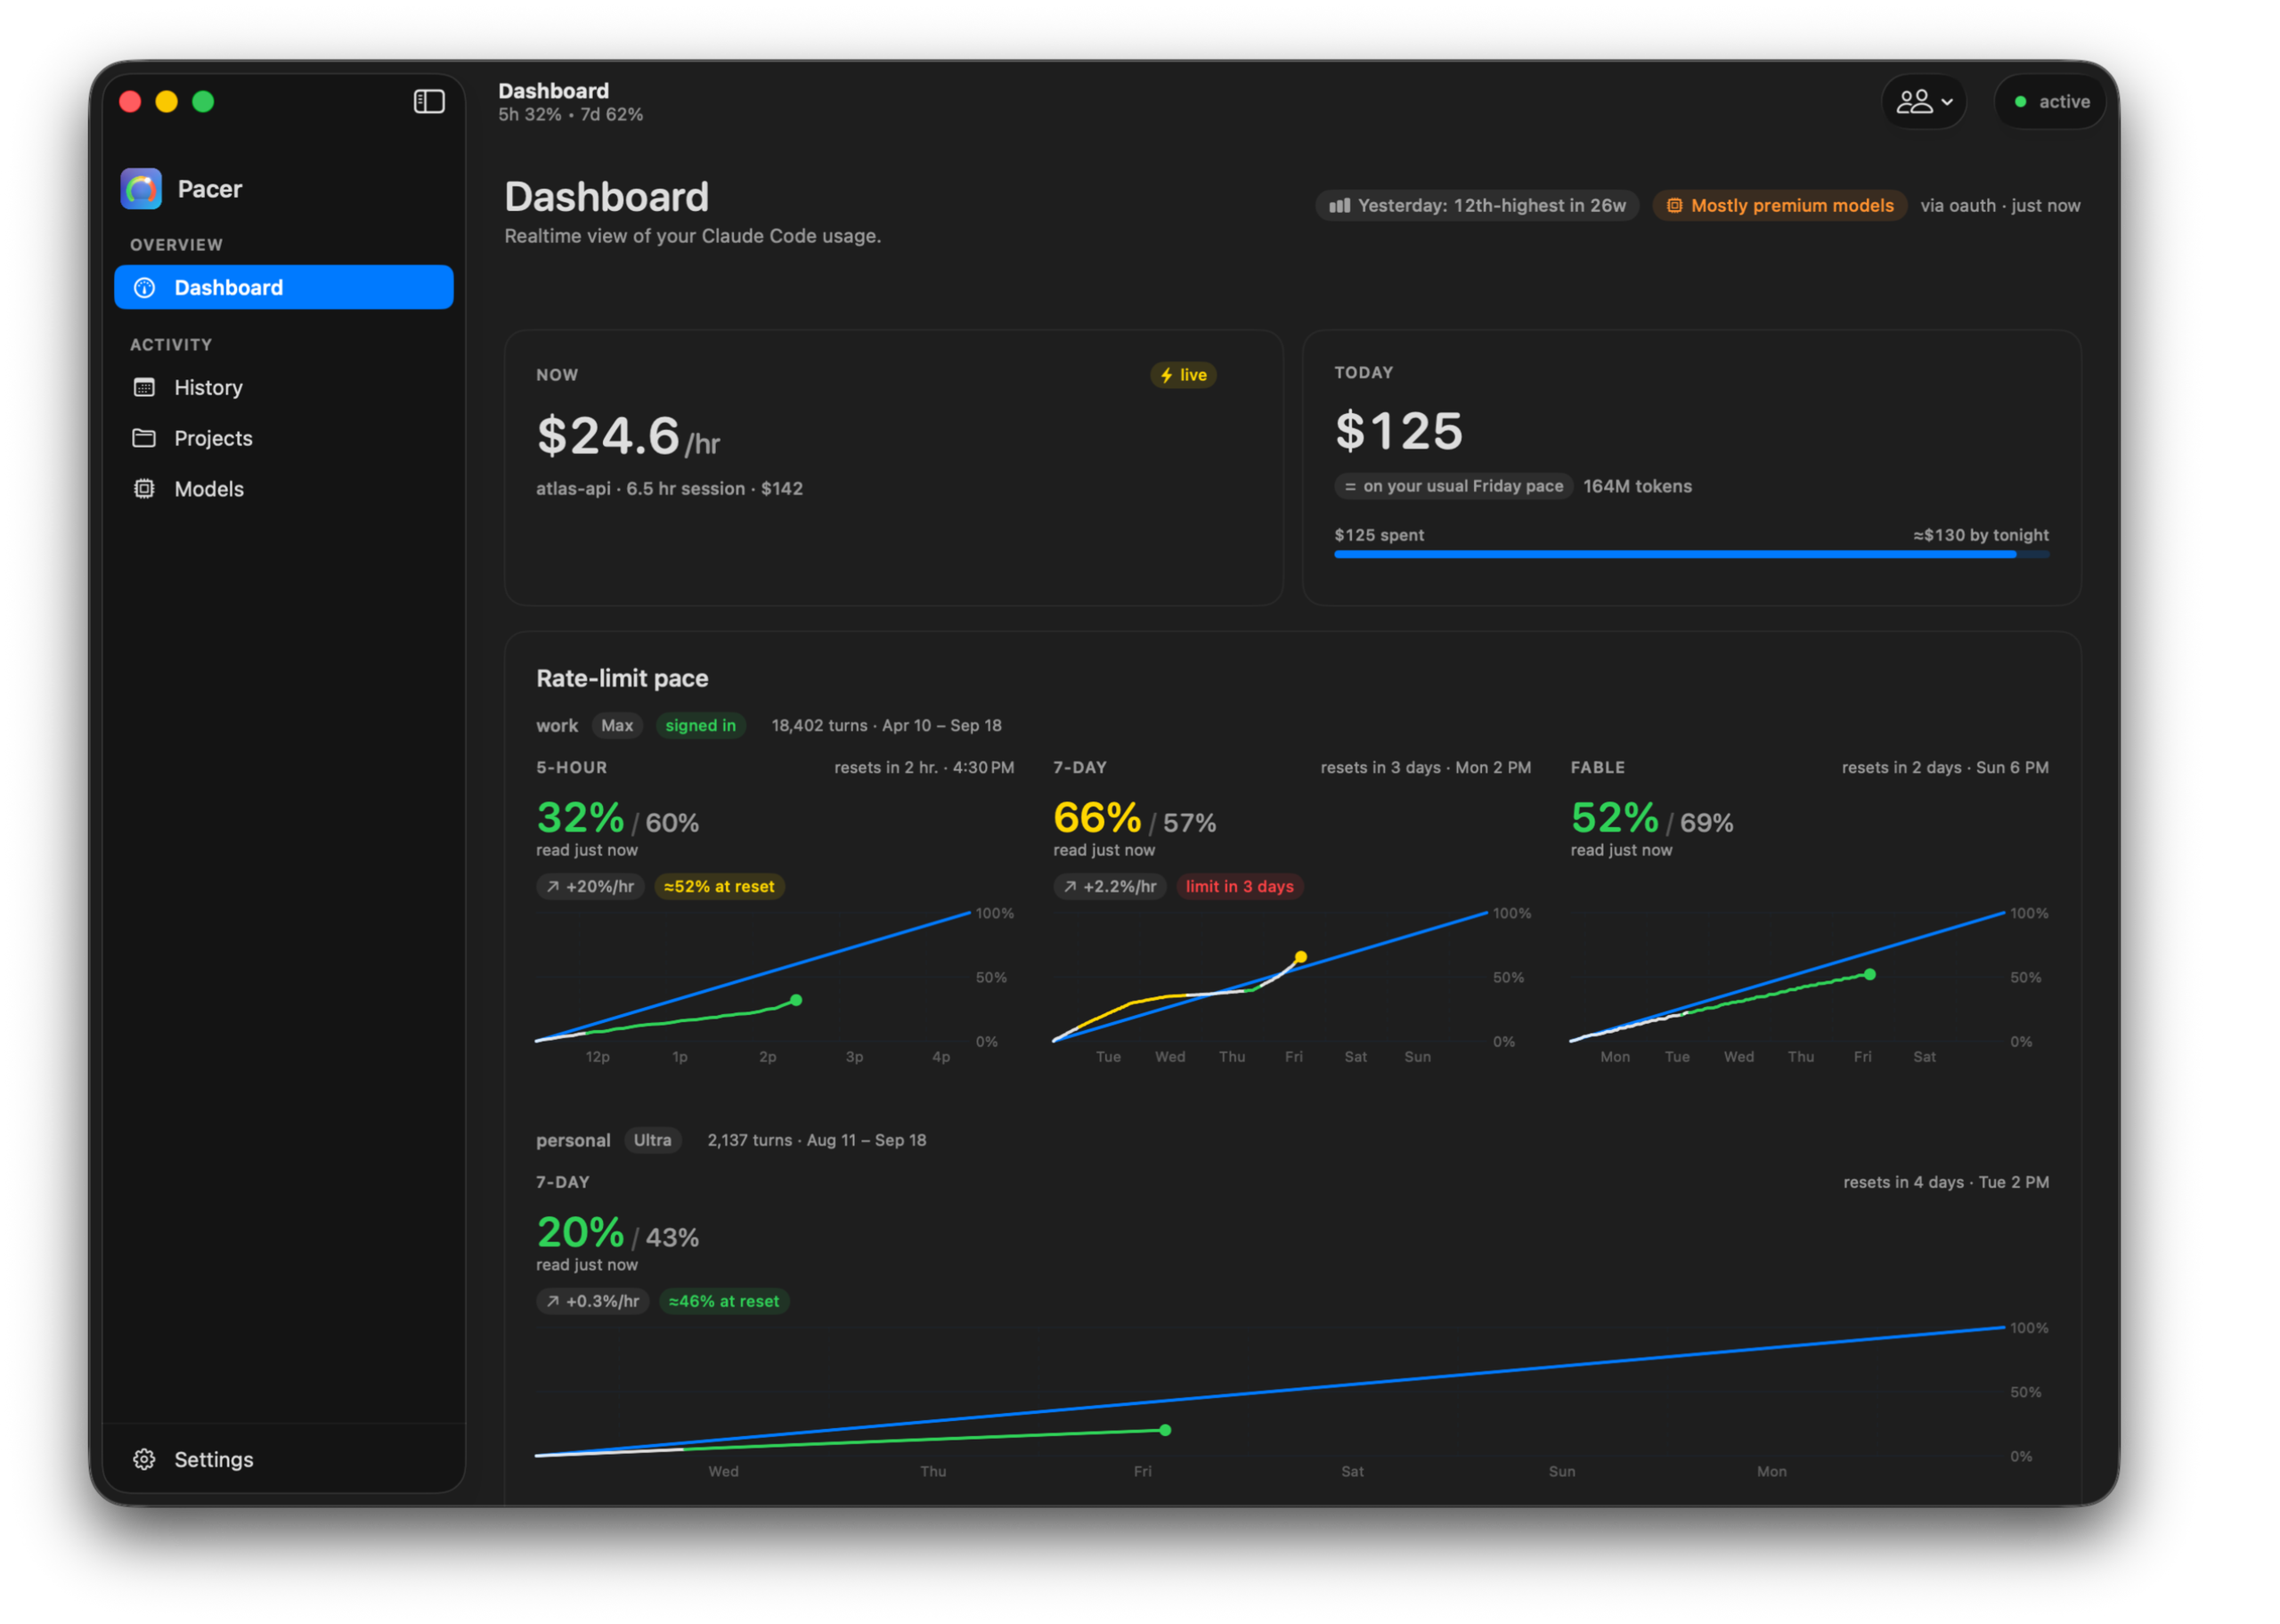 Dashboard
5h 32% • 7d 62%
active
Pacer
OVERVIEW
Dashboard
ACTIVITY
History
Projects
Models
Settings
Dashboard
Realtime view of your Claude Code usage.
Yesterday: 12th-highest in 26w
Mostly premium models
via oauth · just now
NOW
live
$24.6/hr
atlas-api · 6.5 hr session · $142
TODAY
$125
= on your usual Friday pace 164M tokens
$125 spent
≈$130 by tonight
Rate-limit pace
work Max signed in 18,402 turns · Apr 10 – Sep 18
5-HOUR resets in 2 hr. · 4:30 PM
32% / 60%
read just now
↗ +20%/hr ≈52% at reset
100%
50%
0%
12p 1p 2p 3p 4p
7-DAY resets in 3 days · Mon 2 PM
66% / 57%
read just now
↗ +2.2%/hr limit in 3 days
100%
50%
0%
Tue Wed Thu Fri Sat Sun
FABLE resets in 2 days · Sun 6 PM
52% / 69%
read just now
100%
50%
0%
Mon Tue Wed Thu Fri Sat
personal Ultra 2,137 turns · Aug 11 – Sep 18
7-DAY resets in 4 days · Tue 2 PM
20% / 43%
read just now
↗ +0.3%/hr ≈46% at reset
100%
50%
0%
Wed Thu Fri Sat Sun Mon